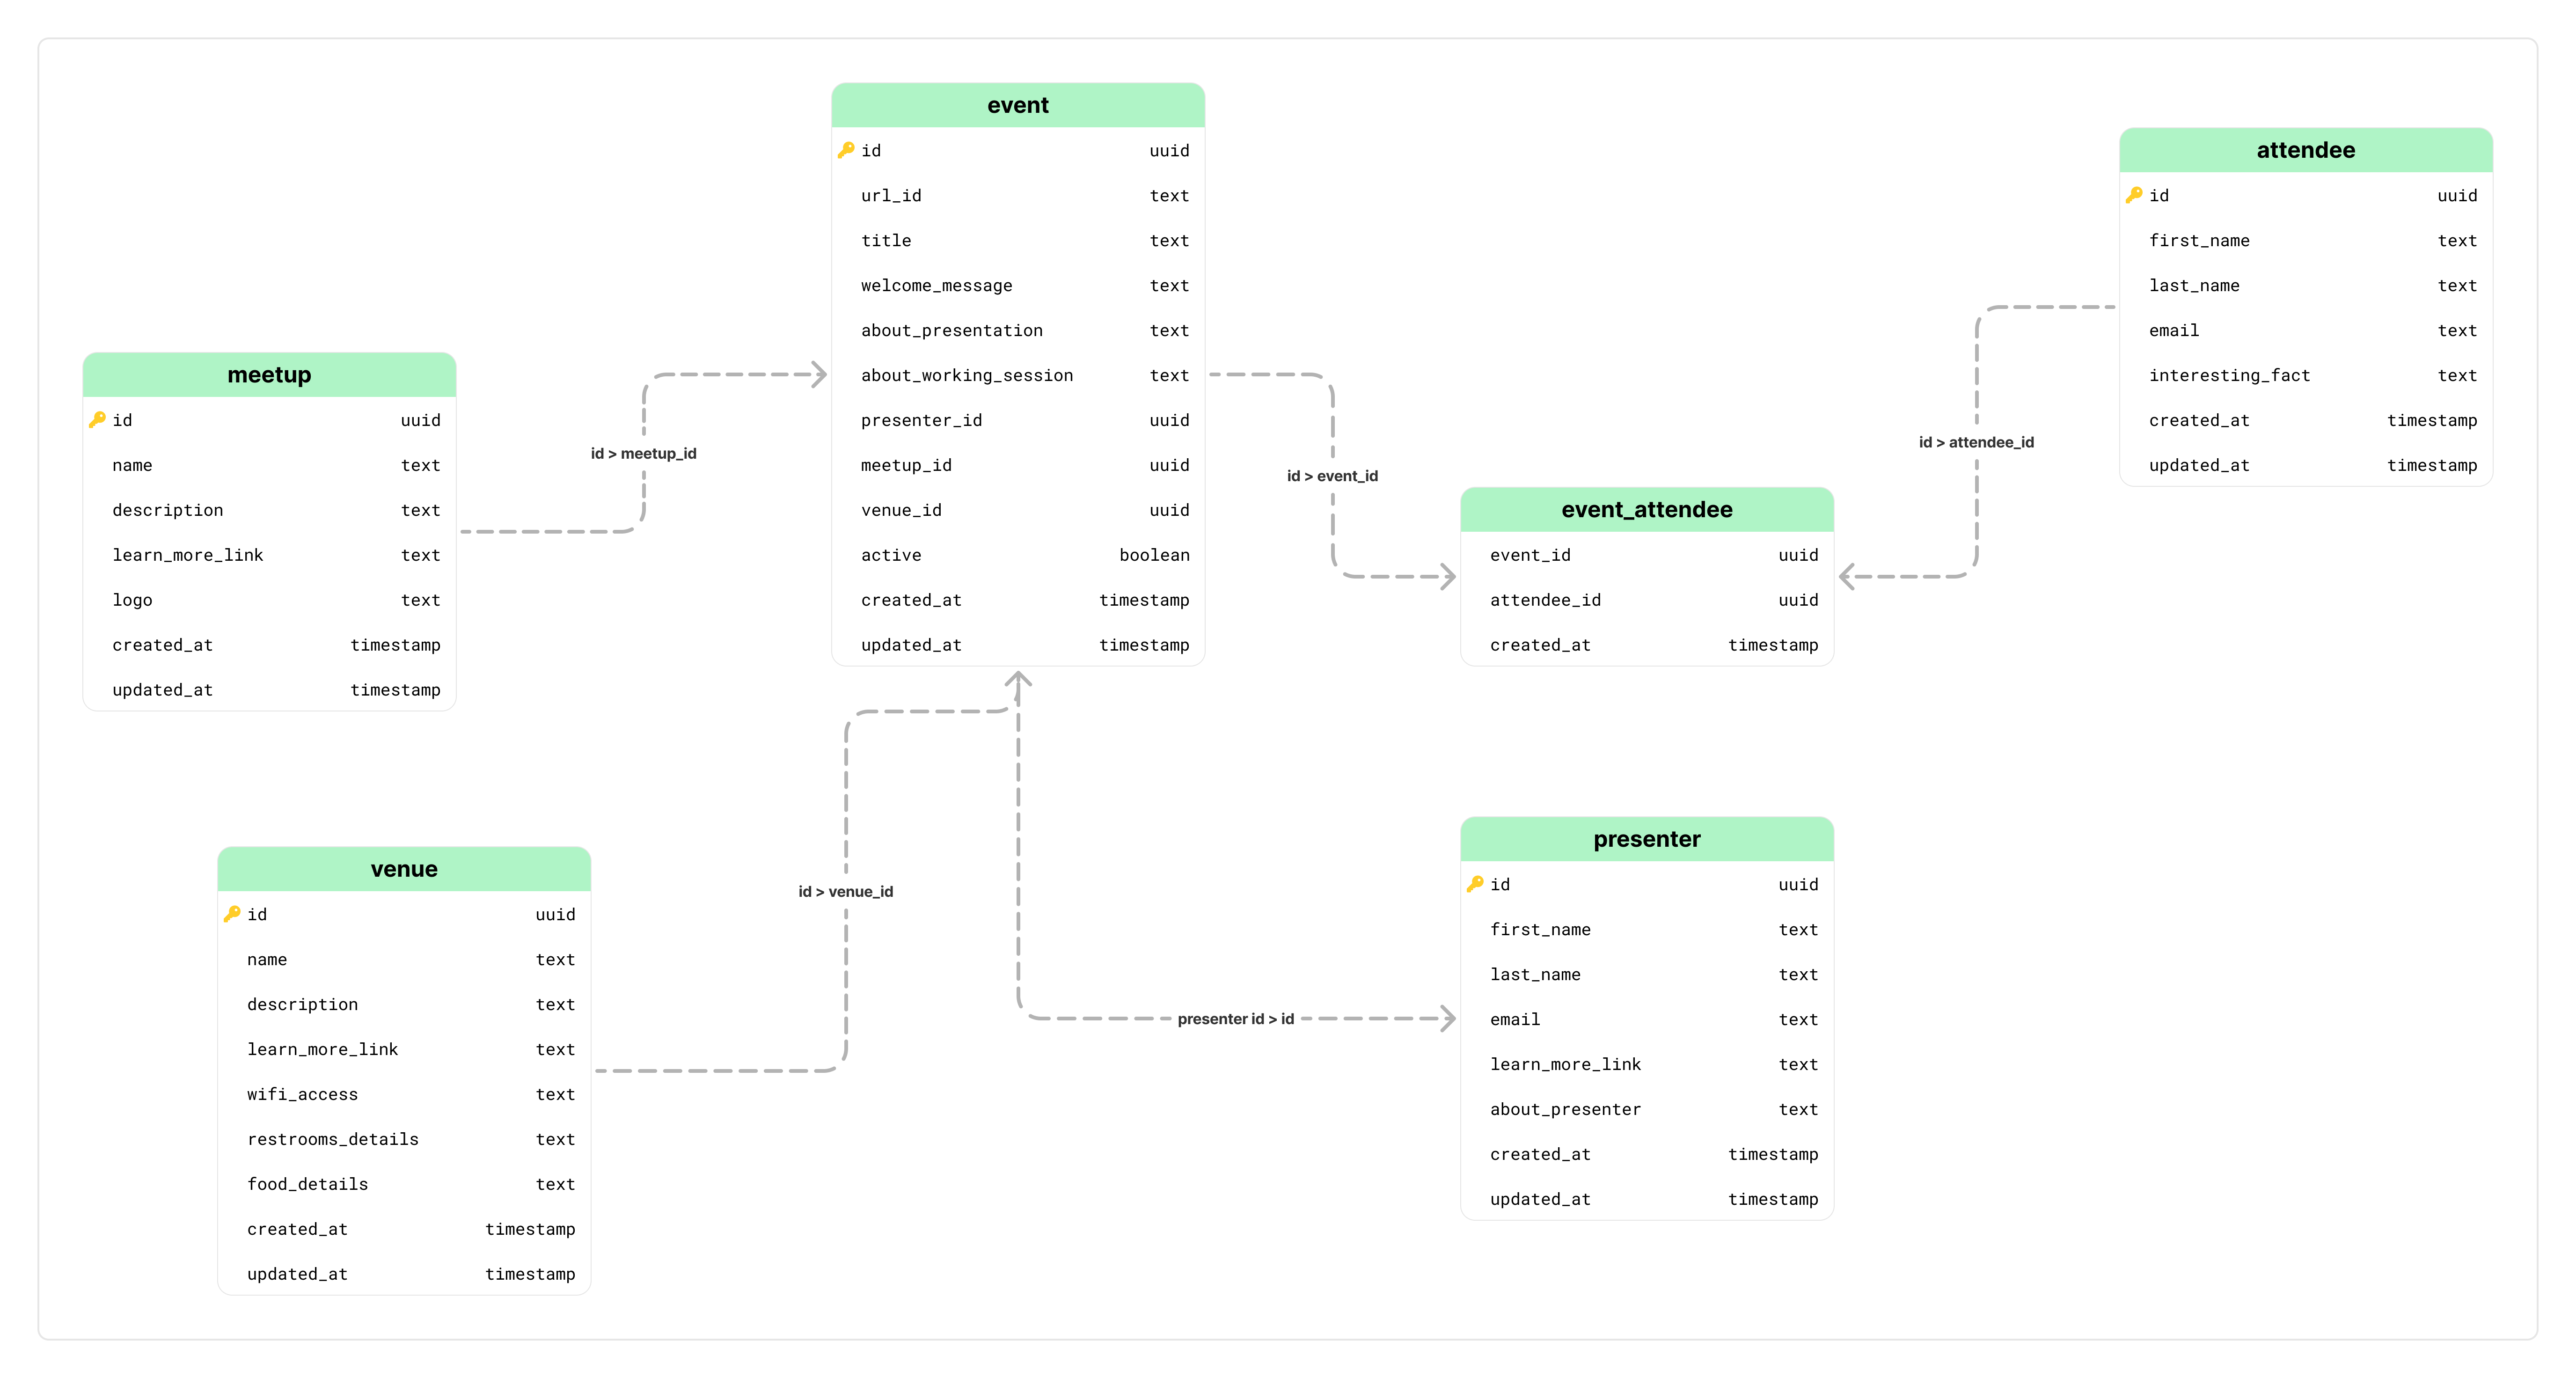 event
id uuid
url_id text
title text
welcome_message text
about_presentation text
about_working_session text
presenter_id uuid
meetup_id uuid
venue_id uuid
active boolean
created_at timestamp
updated_at timestamp
attendee
id uuid
first_name text
last_name text
email text
interesting_fact text
created_at timestamp
updated_at timestamp
meetup
id uuid
name text
description text
learn_more_link text
logo text
created_at timestamp
updated_at timestamp
id > meetup_id
id > event_id
id > attendee_id
event_attendee
event_id uuid
attendee_id uuid
created_at timestamp
venue
id uuid
name text
description text
learn_more_link text
wifi_access text
restrooms_details text
food_details text
created_at timestamp
updated_at timestamp
id > venue_id
presenter id > id
presenter
id uuid
first_name text
last_name text
email text
learn_more_link text
about_presenter text
created_at timestamp
updated_at timestamp